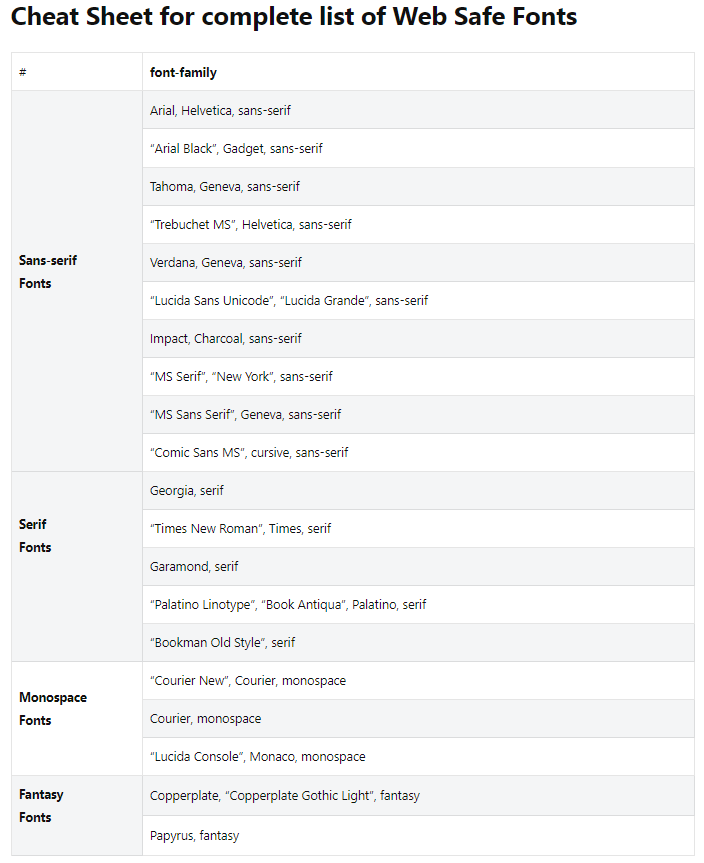 Cheat Sheet for complete list of Web Safe Fonts
# font-family
Sans-serif
Fonts
Arial, Helvetica, sans-serif
“Arial Black”, Gadget, sans-serif
Tahoma, Geneva, sans-serif
“Trebuchet MS”, Helvetica, sans-serif
Verdana, Geneva, sans-serif
“Lucida Sans Unicode”, “Lucida Grande”, sans-serif
Impact, Charcoal, sans-serif
“MS Serif”, “New York”, sans-serif
“MS Sans Serif”, Geneva, sans-serif
“Comic Sans MS”, cursive, sans-serif
Serif
Fonts
Georgia, serif
“Times New Roman”, Times, serif
Garamond, serif
“Palatino Linotype”, “Book Antiqua”, Palatino, serif
“Bookman Old Style”, serif
Monospace
Fonts
“Courier New”, Courier, monospace
Courier, monospace
“Lucida Console”, Monaco, monospace
Fantasy
Fonts
Copperplate, “Copperplate Gothic Light”, fantasy
Papyrus, fantasy